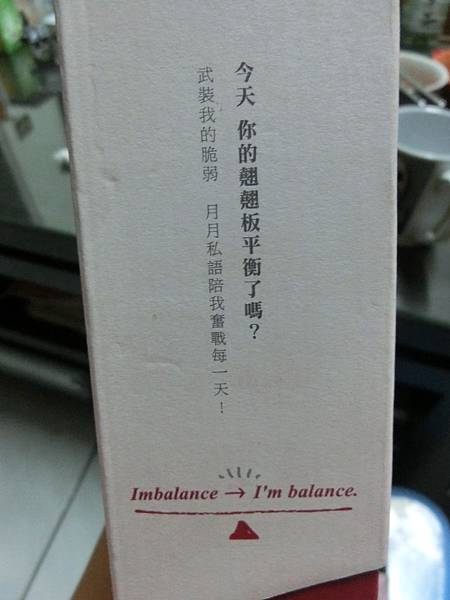 今天 你的翹翹板平衡了嗎？
武裝我的脆弱 月月私語陪我奮戰每一天！
Imbalance → I'm balance.